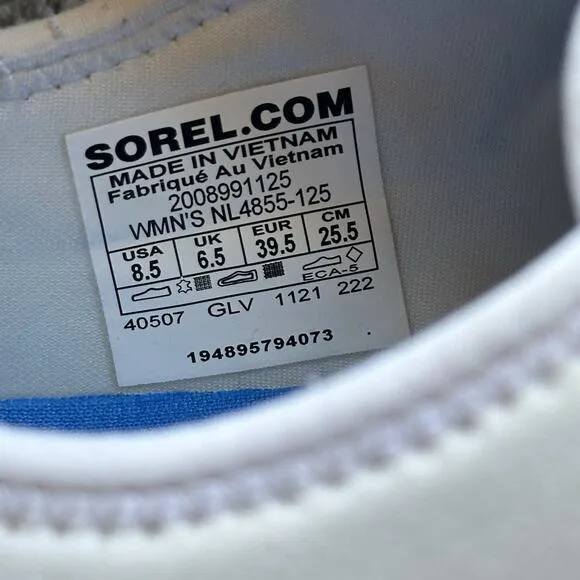 SOREL.COM
MADE IN VIETNAM
Fabriqué Au Vietnam
2008991125
WMN'S NL4855-125
USA UK EUR CM
8.5 6.5 39.5 25.5
ECA-5
40507 GLV 1121 222
194895794073